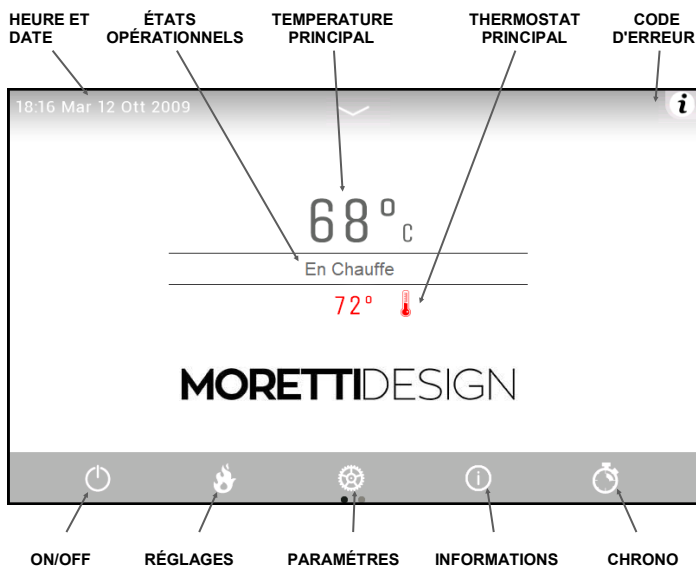 HEURE ET DATE
ÉTATS OPÉRATIONNELS
TEMPERATURE PRINCIPAL
THERMOSTAT PRINCIPAL
CODE D'ERREUR
18:16 Mar 12 Ott 2009
i
68° C
En Chauffe
72°
MORETTIDESIGN
ON/OFF
RÉGLAGES
PARAMÉTRES
INFORMATIONS
CHRONO